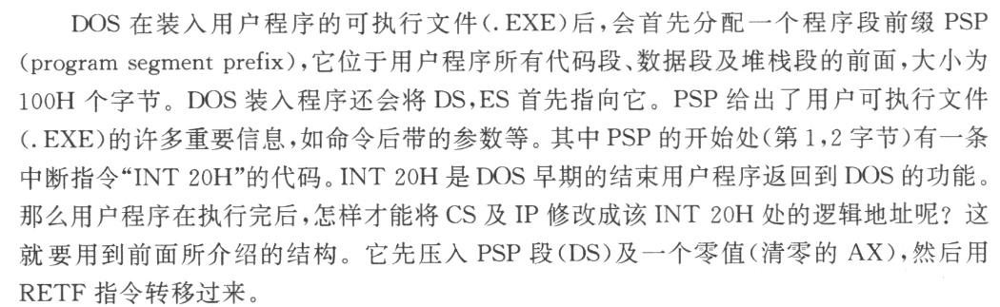 DOS 在装入用户程序的可执行文件(.EXE)后,会首先分配一个程序段前缀 PSP
(program segment prefix),它位于用户程序所有代码段、数据段及堆栈段的前面,大小为
100H 个字节。DOS 装入程序还会将 DS,ES 首先指向它。PSP 给出了用户可执行文件
(.EXE)的许多重要信息,如命令后带的参数等。其中 PSP 的开始处(第 1,2 字节)有一条
中断指令“INT 20H”的代码。INT 20H 是 DOS 早期的结束用户程序返回到 DOS 的功能。
那么用户程序在执行完后,怎样才能将 CS 及 IP 修改成该 INT 20H 处的逻辑地址呢？这
就要用到前面所介绍的结构。它先压入 PSP 段(DS)及一个零值(清零的 AX),然后用
RETF 指令转移过来。